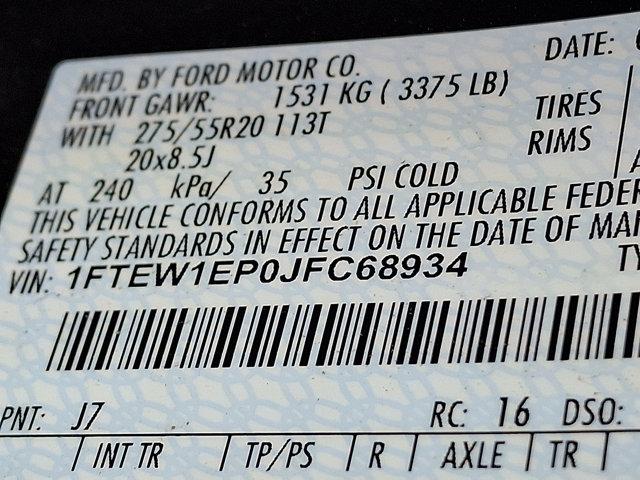 MFD. BY FORD MOTOR CO.
DATE:
FRONT GAWR: 1531 KG ( 3375 LB)
WITH 275/55R20 113T TIRES
20x8.5J RIMS
AT 240 kPa/ 35 PSI COLD
THIS VEHICLE CONFORMS TO ALL APPLICABLE FEDER
SAFETY STANDARDS IN EFFECT ON THE DATE OF MAN
VIN: 1FTEW1EP0JFC68934
TY
PNT: J7 RC: 16 DSO:
INT TR TP/PS R AXLE TR